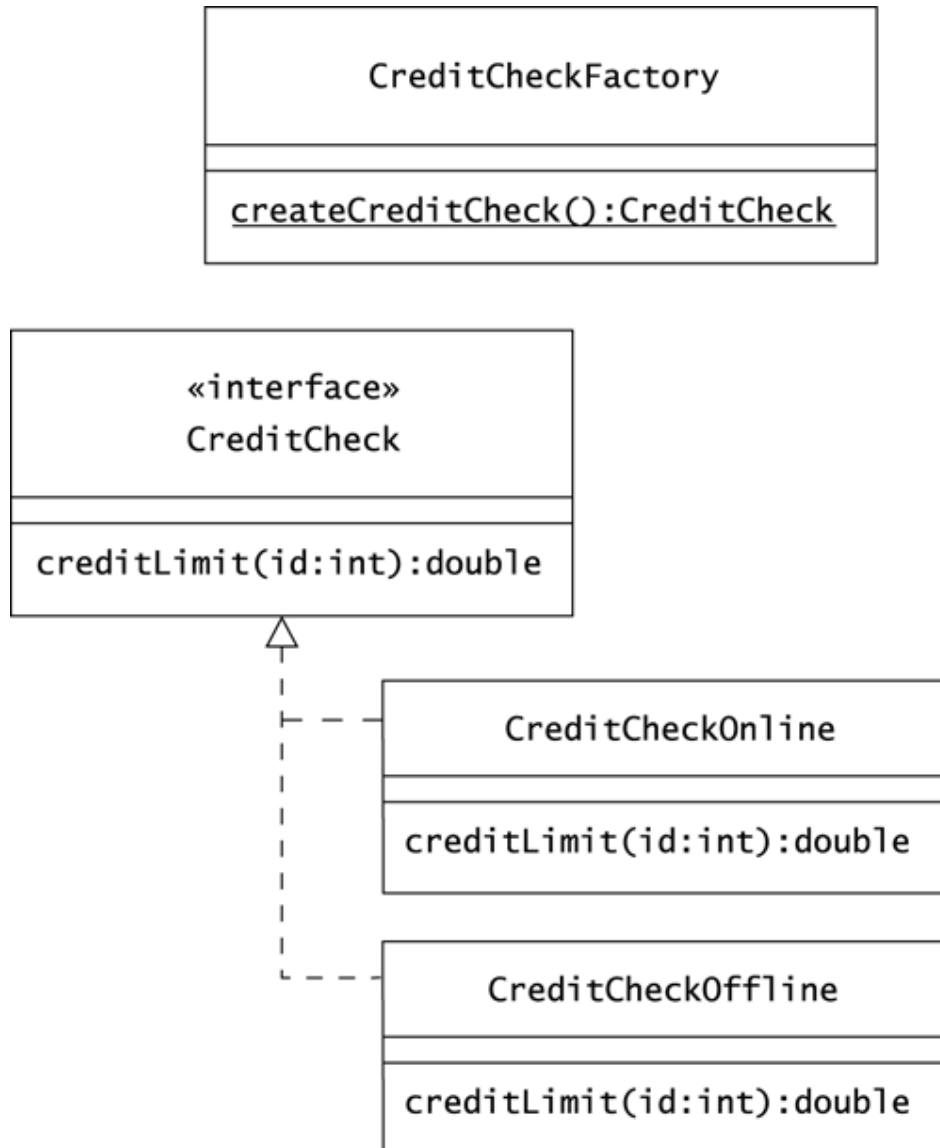 CreditCheckFactory
createCreditCheck():CreditCheck
«interface»
CreditCheck
creditLimit(id:int):double
CreditCheckOnline
creditLimit(id:int):double
CreditCheckOffline
creditLimit(id:int):double